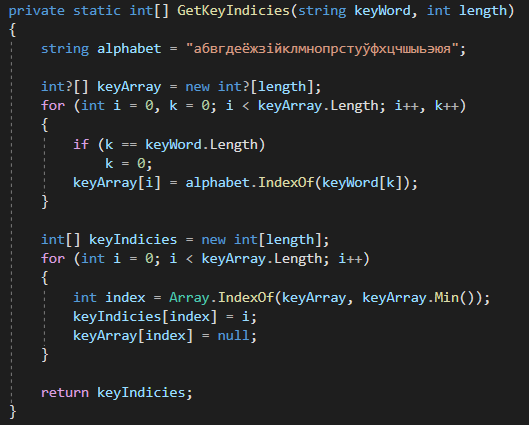 private static int[] GetKeyIndicies(string keyWord, int length)
{
    string alphabet = "абвгдеёжзійклмнопрстуўфхцчшыьэюя";

    int?[] keyArray = new int?[length];
    for (int i = 0, k = 0; i < keyArray.Length; i++, k++)
    {
        if (k == keyWord.Length)
            k = 0;
        keyArray[i] = alphabet.IndexOf(keyWord[k]);
    }

    int[] keyIndicies = new int[length];
    for (int i = 0; i < keyArray.Length; i++)
    {
        int index = Array.IndexOf(keyArray, keyArray.Min());
        keyIndicies[index] = i;
        keyArray[index] = null;
    }

    return keyIndicies;
}